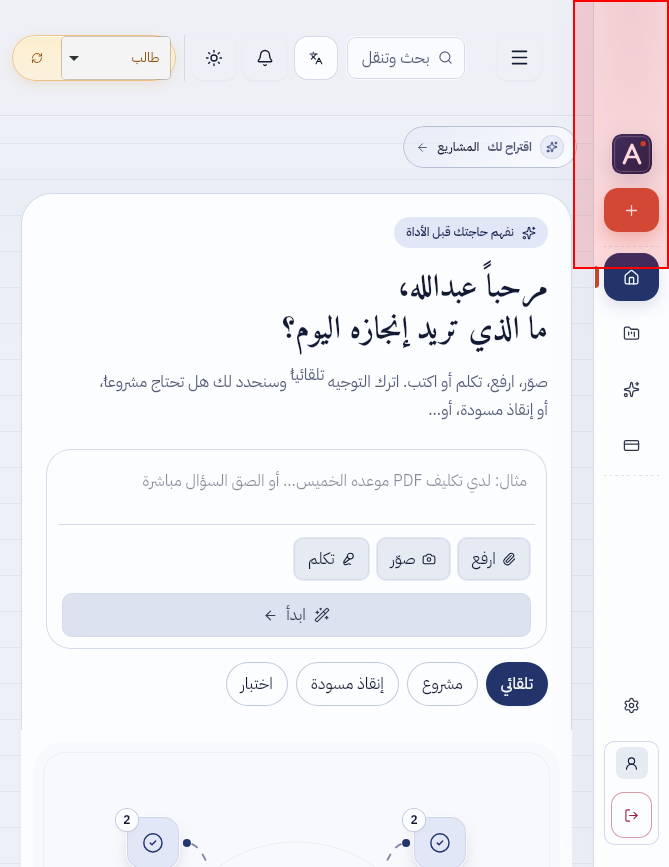 بحث وتنقل
طالب
اقتراح لك المشاريع
A
نفهم حاجتك قبل الأداة
مرحباً عبدالله،
ما الذي تريد إنجازه اليوم؟
صوّر، ارفع، تكلم أو اكتب. اترك التوجيه تلقائياً وسنحدد لك هل تحتاج مشروعاً،
أو إنقاذ مسودة، أو...
مثال: لدي تكليف PDF موعده الخميس... أو الصق السؤال مباشرة
ارفع
صوّر
تكلم
ابدأ
تلقائي
مشروع
إنقاذ مسودة
اختبار
2
2